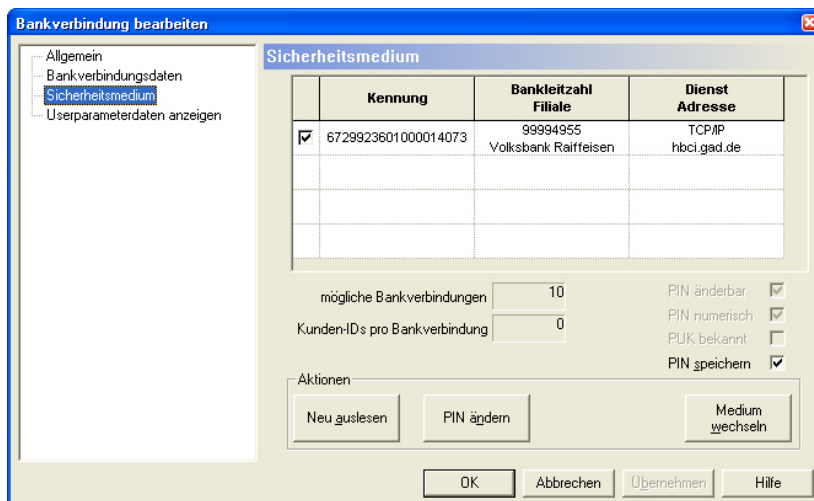 Bankverbindung bearbeiten
Allgemein
Bankverbindungsdaten
Sicherheitsmedium
Userparameterdaten anzeigen
Sicherheitsmedium
Kennung
Bankleitzahl
Filiale
Dienst
Adresse
6729923601000014073
99994955
Volksbank Raiffeisen
TCP/IP
hbci.gad.de
mögliche Bankverbindungen
10
Kunden-IDs pro Bankverbindung
0
PIN änderbar
PIN numerisch
PUK bekannt
PIN speichern
Aktionen
Neu auslesen
PIN ändern
Medium
wechseln
OK
Abbrechen
Übernehmen
Hilfe